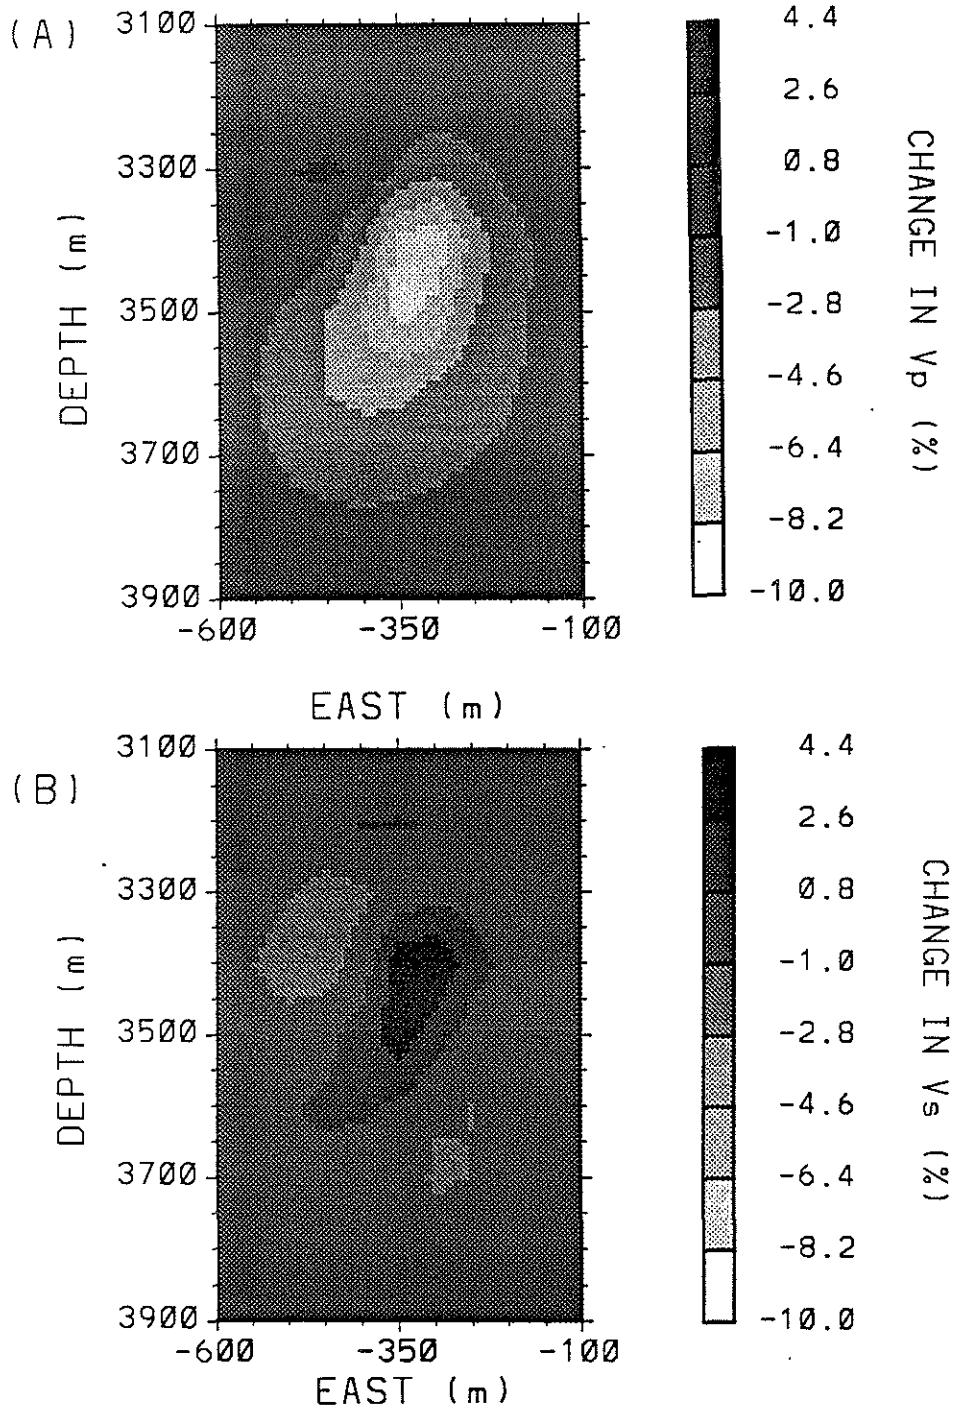 (A)
DEPTH (m)
3100
3300
3500
3700
3900
-600 -350 -100
EAST (m)
4.4
2.6
0.8
-1.0
-2.8
-4.6
-6.4
-8.2
-10.0
CHANGE IN Vp (%)
(B)
DEPTH (m)
3100
3300
3500
3700
3900
-600 -350 -100
EAST (m)
4.4
2.6
0.8
-1.0
-2.8
-4.6
-6.4
-8.2
-10.0
CHANGE IN Vs (%)